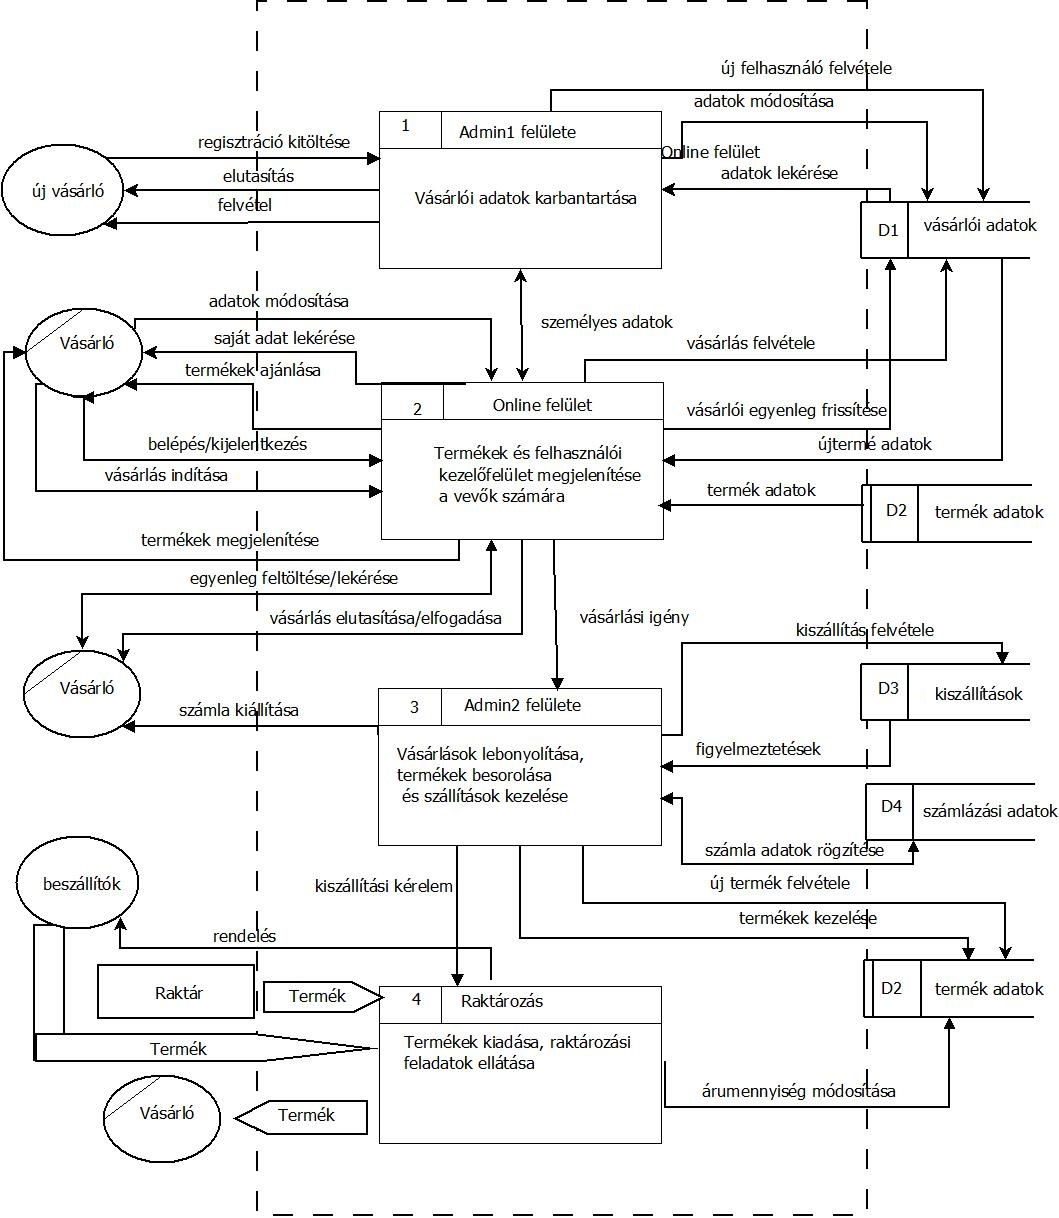 új felhasználó felvétele
adatok módosítása
1
Admin1 felülete
regisztráció kitöltése
Online felület
új vásárló
elutasítás
adatok lekérése
Vásárlói adatok karbantartása
felvétel
D1
vásárlói adatok
adatok módosítása
személyes adatok
Vásárló
saját adat lekérése
vásárlás felvétele
termékek ajánlása
2
Online felület
vásárlói egyenleg frissítése
belépés/kijelentkezés
újtermé adatok
Termékek és felhasználói
kezelőfelület megjelenítése
a vevők számára
vásárlás indítása
termék adatok
D2
termék adatok
termékek megjelenítése
egyenleg feltöltése/lekérése
vásárlás elutasítása/elfogadása
vásárlási igény
kiszállítás felvétele
Vásárló
D3
kiszállítások
3
Admin2 felülete
számla kiállítása
figyelmeztetések
Vásárlások lebonyolítása,
termékek besorolása
és szállítások kezelése
D4
számlázási adatok
számla adatok rögzítése
beszállítók
kiszállítási kérelem
új termék felvétele
termékek kezelése
rendelés
Raktár
Termék
4
Raktározás
D2
termék adatok
Termék
Termékek kiadása, raktározási
feladatok ellátása
árumennyiség módosítása
Vásárló
Termék